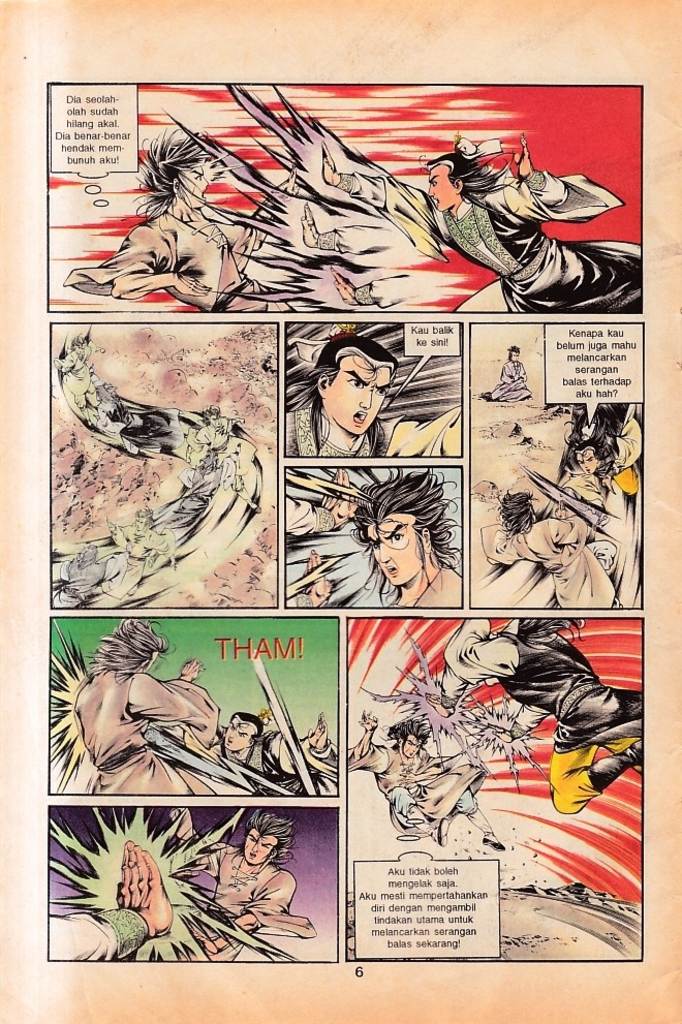 Dia seolah-
olah sudah
hilang akal.
Dia benar-benar
hendak mem-
bunuh aku!
Kau balik
ke sini!
Kenapa kau
belum juga mahu
melancarkan
serangan
balas terhadap
aku hah?
THAM!
Aku tidak boleh
mengelak saja.
Aku mesti mempertahankan
diri dengan mengambil
tindakan utama untuk
melancarkan serangan
balas sekarang!
6